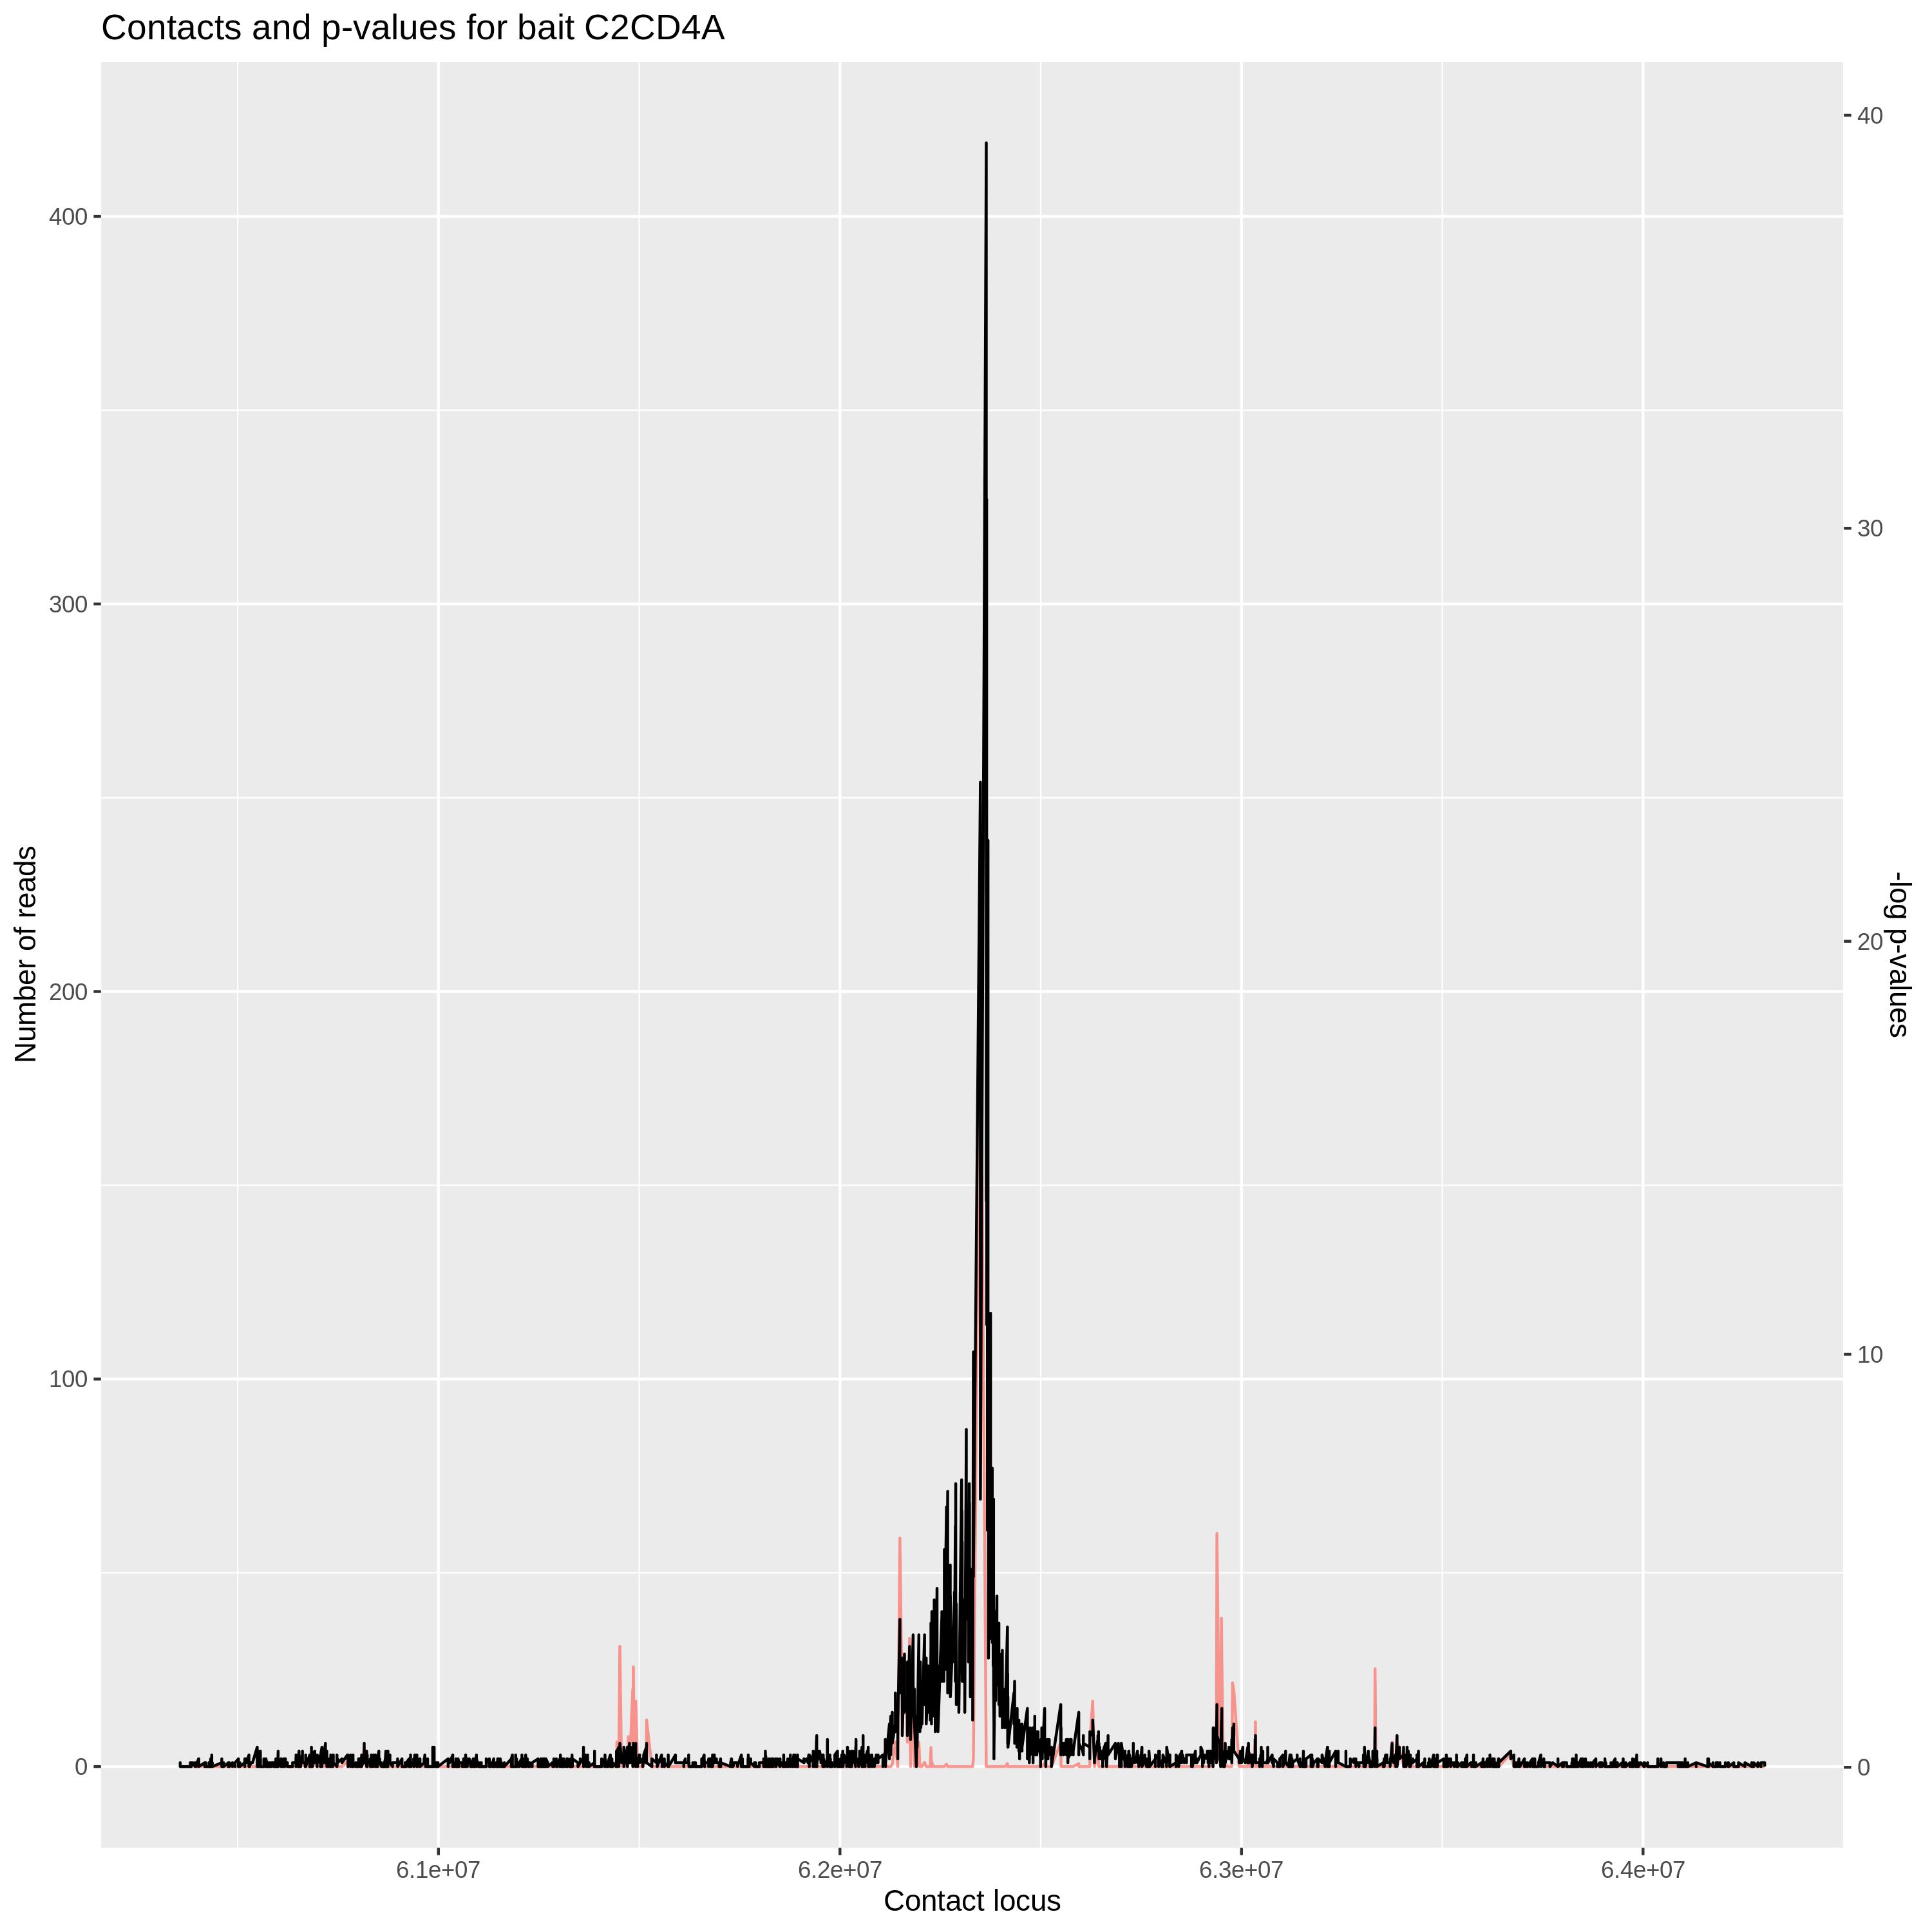 Contacts and p-values for bait C2CD4A
Number of reads
400
300
200
100
0
40
30
20
10
0
-log p-values
6.1e+07 6.2e+07 6.3e+07 6.4e+07
Contact locus